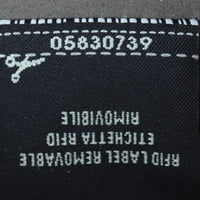 05830739
RFID LABEL REMOVABLE
ETICHETTA RFID
RIMOVIBILE